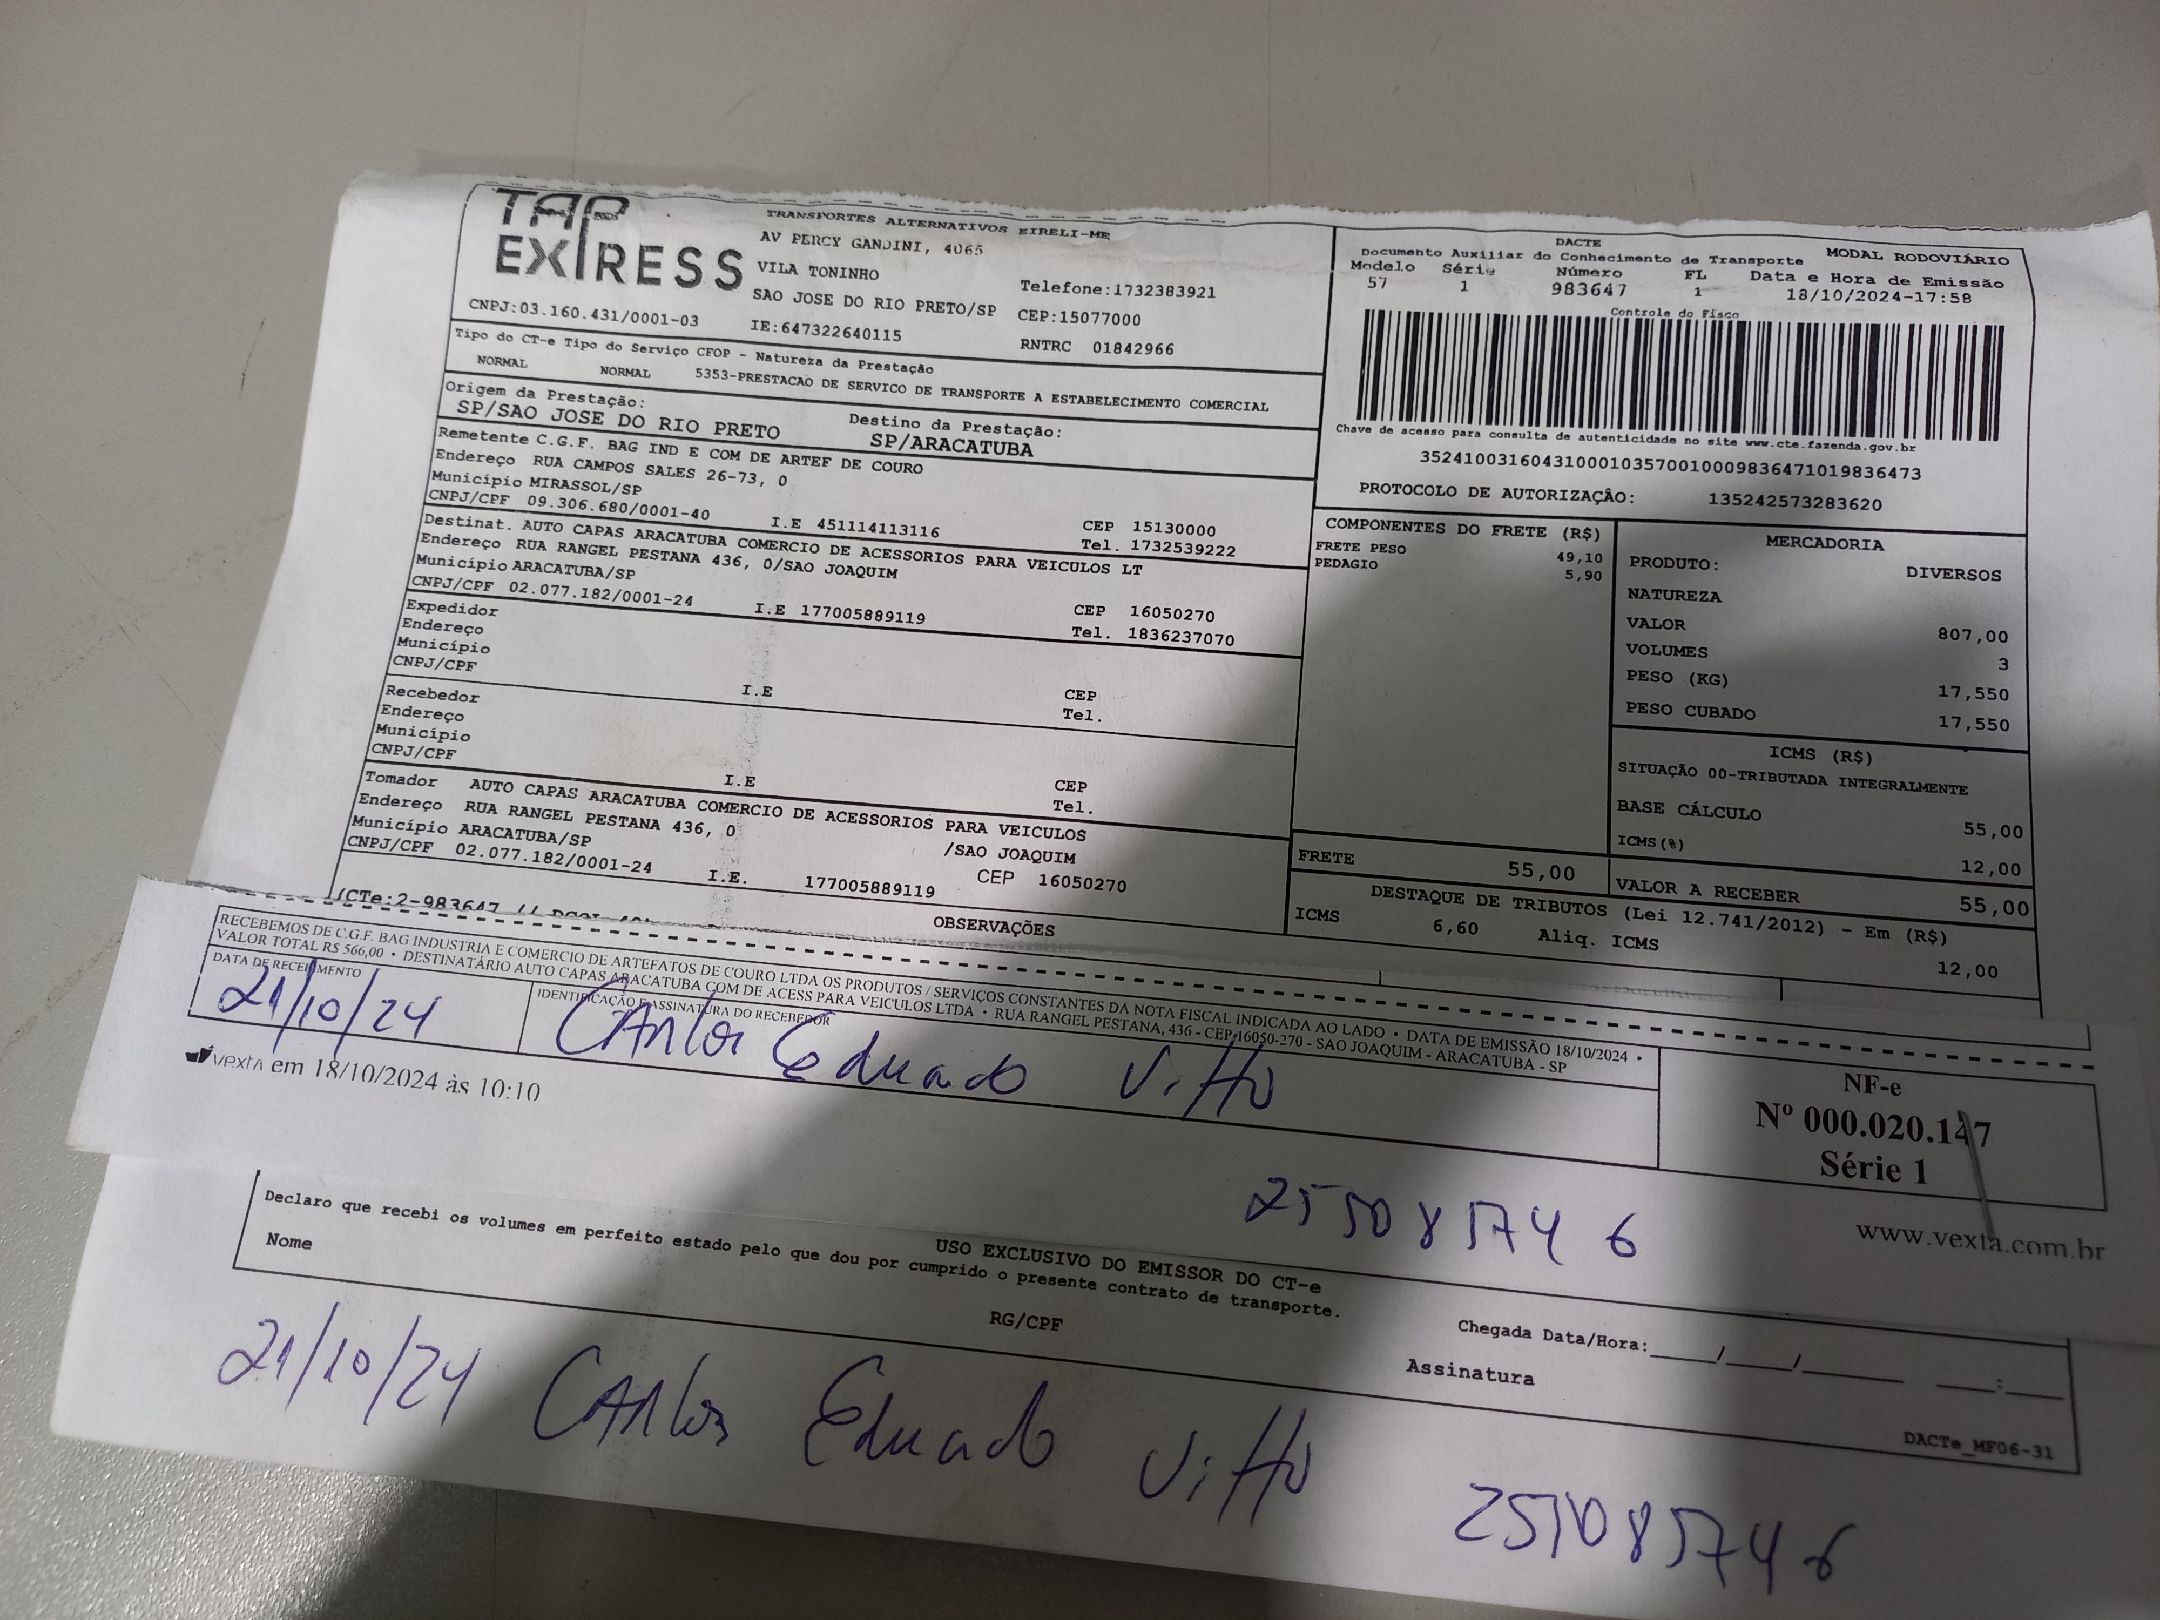 TAP EXPRESS
TRANSPORTES ALTERNATIVOS EIRELI-ME
AV PERCY GANDINI, 4065
VILA TONINHO
Telefone:1732383921
SAO JOSE DO RIO PRETO/SP CEP:15077000
CNPJ:03.160.431/0001-03 IE:647322640115 RNTRC 01842966
DACTE MODAL RODOVIÁRIO
Documento Auxiliar do Conhecimento de Transporte
Modelo Série Número FL Data e Hora de Emissão
57 1 983647 1 18/10/2024-17:58
Controle do Fisco
Chave de acesso para consulta de autenticidade no site www.cte.fazenda.gov.br
35241003160431000103570010009836471019836473
PROTOCOLO DE AUTORIZAÇÃO: 135242573283620
Tipo do CT-e Tipo do Serviço CFOP - Natureza da Prestação
NORMAL NORMAL 5353-PRESTACAO DE SERVICO DE TRANSPORTE A ESTABELECIMENTO COMERCIAL
Origem da Prestação: Destino da Prestação:
SP/SAO JOSE DO RIO PRETO SP/ARACATUBA
Remetente C.G.F. BAG IND E COM DE ARTEF DE COURO
Endereço RUA CAMPOS SALES 26-73, 0
Município MIRASSOL/SP CEP 15130000
CNPJ/CPF 09.306.680/0001-40 I.E 451114113116 Tel. 1732539222
Destinat. AUTO CAPAS ARACATUBA COMERCIO DE ACESSORIOS PARA VEICULOS LT
Endereço RUA RANGEL PESTANA 436, 0/SAO JOAQUIM
Município ARACATUBA/SP CEP 16050270
CNPJ/CPF 02.077.182/0001-24 I.E 177005889119 Tel. 1836237070
Expedidor
Endereço
Município CEP
CNPJ/CPF I.E Tel.
Recebedor
Endereço
Município CEP
CNPJ/CPF I.E Tel.
Tomador AUTO CAPAS ARACATUBA COMERCIO DE ACESSORIOS PARA VEICULOS
Endereço RUA RANGEL PESTANA 436, 0 /SAO JOAQUIM
Município ARACATUBA/SP CEP 16050270
CNPJ/CPF 02.077.182/0001-24 I.E. 177005889119
COMPONENTES DO FRETE (R$)
FRETE PESO 49,10
PEDAGIO 5,90
FRETE 55,00
MERCADORIA
PRODUTO: DIVERSOS
NATUREZA
VALOR 807,00
VOLUMES 3
PESO (KG) 17,550
PESO CUBADO 17,550
ICMS (R$)
SITUAÇÃO 00-TRIBUTADA INTEGRALMENTE
BASE CÁLCULO 55,00
ICMS(%) 12,00
VALOR A RECEBER 55,00
DESTAQUE DE TRIBUTOS (Lei 12.741/2012) - Em (R$)
ICMS 6,60 Aliq. ICMS 12,00
OBSERVAÇÕES
(CTe:2-983647
RECEBEMOS DE C.G.F. BAG INDUSTRIA E COMERCIO DE ARTEFATOS DE COURO LTDA OS PRODUTOS / SERVIÇOS CONSTANTES DA NOTA FISCAL INDICADA AO LADO • DATA DE EMISSÃO 18/10/2024 •
VALOR TOTAL R$ 566,00 • DESTINATÁRIO AUTO CAPAS ARACATUBA COM DE ACESS PARA VEICULOS LTDA • RUA RANGEL PESTANA, 436 - CEP 16050-270 - SAO JOAQUIM - ARACATUBA - SP
DATA DE RECEBIMENTO IDENTIFICAÇÃO E ASSINATURA DO RECEBEDOR
21/10/24 Carlos Eduardo Vitto
NF-e
Nº 000.020.147
Série 1
vexta em 18/10/2024 às 10:10
255085746
www.vexta.com.br
USO EXCLUSIVO DO EMISSOR DO CT-e
Declaro que recebi os volumes em perfeito estado pelo que dou por cumprido o presente contrato de transporte.
Nome RG/CPF Chegada Data/Hora:____/____/____ __:__
Assinatura
DACTe_MF06-31
21/10/24 Carlos Eduardo Vitto